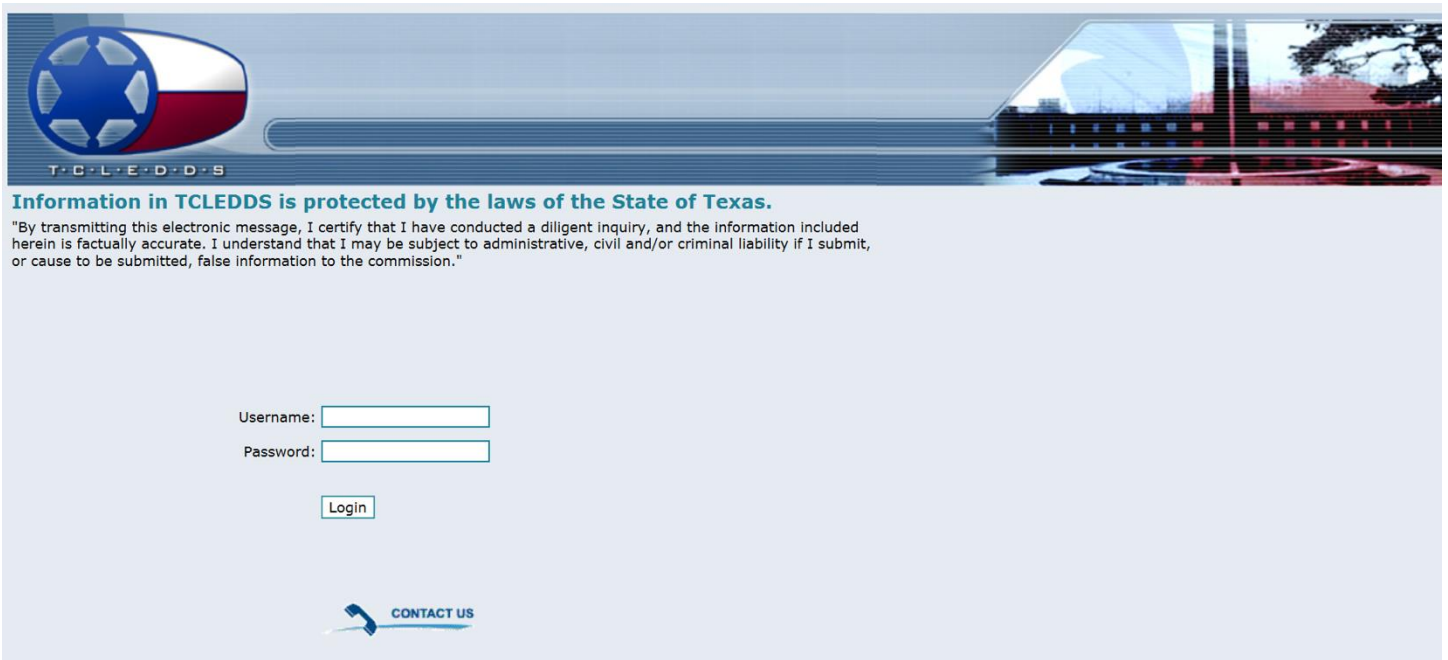 T·C·L·E·D·D·S
Information in TCLEDDS is protected by the laws of the State of Texas.
"By transmitting this electronic message, I certify that I have conducted a diligent inquiry, and the information included
herein is factually accurate. I understand that I may be subject to administrative, civil and/or criminal liability if I submit,
or cause to be submitted, false information to the commission."
Username:
Password:
Login
CONTACT US